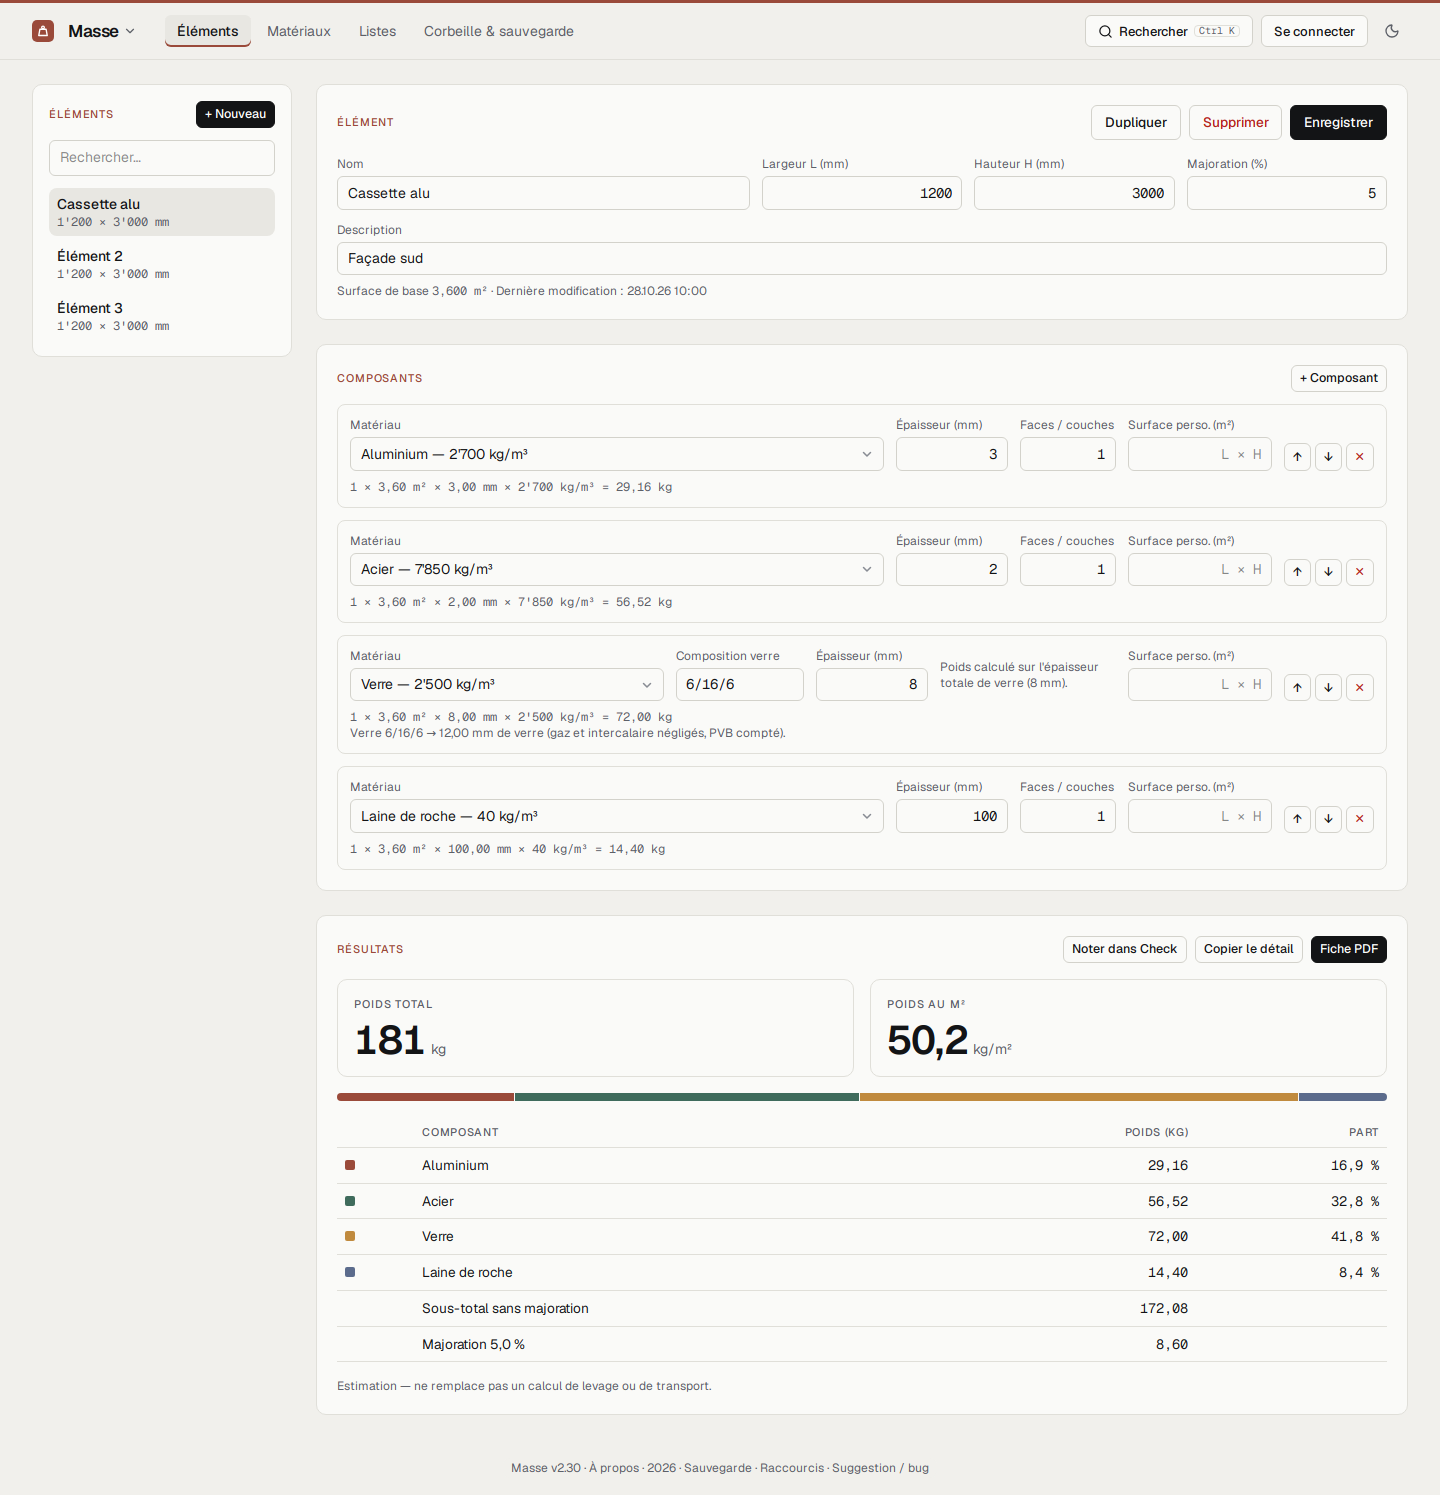 Masse
Éléments
Matériaux
Listes
Corbeille & sauvegarde
Rechercher Ctrl K
Se connecter
ÉLÉMENTS
+ Nouveau
Rechercher…
Cassette alu
1'200 × 3'000 mm
Élément 2
1'200 × 3'000 mm
Élément 3
1'200 × 3'000 mm
ÉLÉMENT
Dupliquer
Supprimer
Enregistrer
Nom
Largeur L (mm)
Hauteur H (mm)
Majoration (%)
Cassette alu
1200
3000
5
Description
Façade sud
Surface de base 3,600 m² · Dernière modification : 28.10.26 10:00
COMPOSANTS
+ Composant
Matériau
Épaisseur (mm)
Faces / couches
Surface perso. (m²)
Aluminium — 2'700 kg/m³
3
1
L × H
↑
↓
×
1 × 3,60 m² × 3,00 mm × 2'700 kg/m³ = 29,16 kg
Matériau
Épaisseur (mm)
Faces / couches
Surface perso. (m²)
Acier — 7'850 kg/m³
2
1
L × H
↑
↓
×
1 × 3,60 m² × 2,00 mm × 7'850 kg/m³ = 56,52 kg
Matériau
Composition verre
Épaisseur (mm)
Poids calculé sur l'épaisseur
totale de verre (8 mm).
Surface perso. (m²)
Verre — 2'500 kg/m³
6/16/6
8
L × H
↑
↓
×
1 × 3,60 m² × 8,00 mm × 2'500 kg/m³ = 72,00 kg
Verre 6/16/6 → 12,00 mm de verre (gaz et intercalaire négligés, PVB compté).
Matériau
Épaisseur (mm)
Faces / couches
Surface perso. (m²)
Laine de roche — 40 kg/m³
100
1
L × H
↑
↓
×
1 × 3,60 m² × 100,00 mm × 40 kg/m³ = 14,40 kg
RÉSULTATS
Noter dans Check
Copier le détail
Fiche PDF
POIDS TOTAL
181 kg
POIDS AU M²
50,2 kg/m²
COMPOSANT POIDS (KG) PART
Aluminium 29,16 16,9 %
Acier 56,52 32,8 %
Verre 72,00 41,8 %
Laine de roche 14,40 8,4 %
Sous-total sans majoration 172,08
Majoration 5,0 % 8,60
Estimation — ne remplace pas un calcul de levage ou de transport.
Masse v2.30 · À propos · 2026 · Sauvegarde · Raccourcis · Suggestion / bug